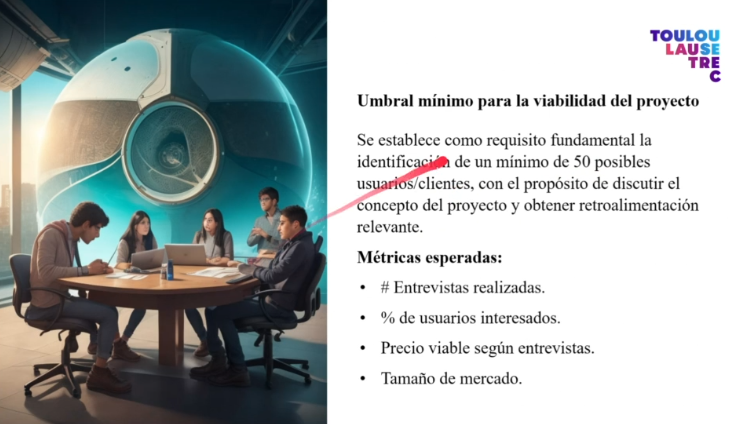 TOULOU
LAUSE
TRE
C
Umbral mínimo para la viabilidad del proyecto
Se establece como requisito fundamental la
identificación de un mínimo de 50 posibles
usuarios/clientes, con el propósito de discutir el
concepto del proyecto y obtener retroalimentación
relevante.
Métricas esperadas:
• # Entrevistas realizadas.
• % de usuarios interesados.
• Precio viable según entrevistas.
• Tamaño de mercado.